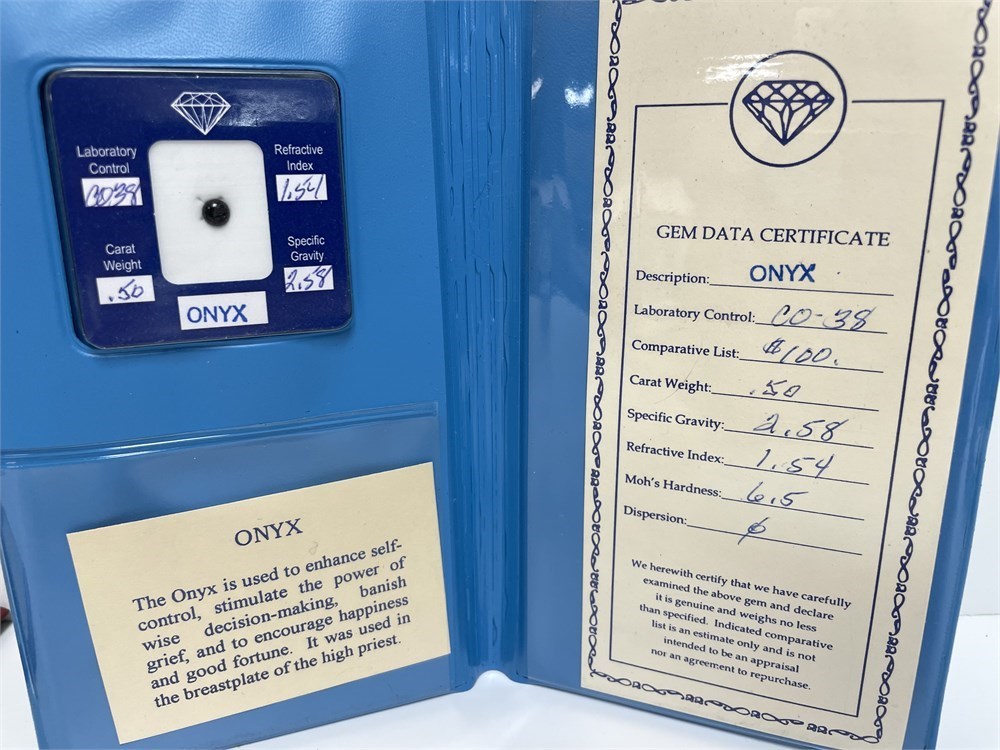 Laboratory
Control
CO38
Refractive
Index
1.54
Carat
Weight
.50
Specific
Gravity
2.58
ONYX
ONYX
The Onyx is used to enhance self-
control, stimulate the power of
wise decision-making, banish
grief, and to encourage happiness
and good fortune. It was used in
the breastplate of the high priest.
GEM DATA CERTIFICATE
Description: ONYX
Laboratory Control: CO-38
Comparative List: $100.
Carat Weight: .50
Specific Gravity: 2.58
Refractive Index: 1.54
Moh's Hardness: 6.5
Dispersion: ϕ
We herewith certify that we have carefully
examined the above gem and declare
it is genuine and weighs no less
than specified. Indicated comparative
list is an estimate only and is not
intended to be an appraisal
nor an agreement to repurchase.